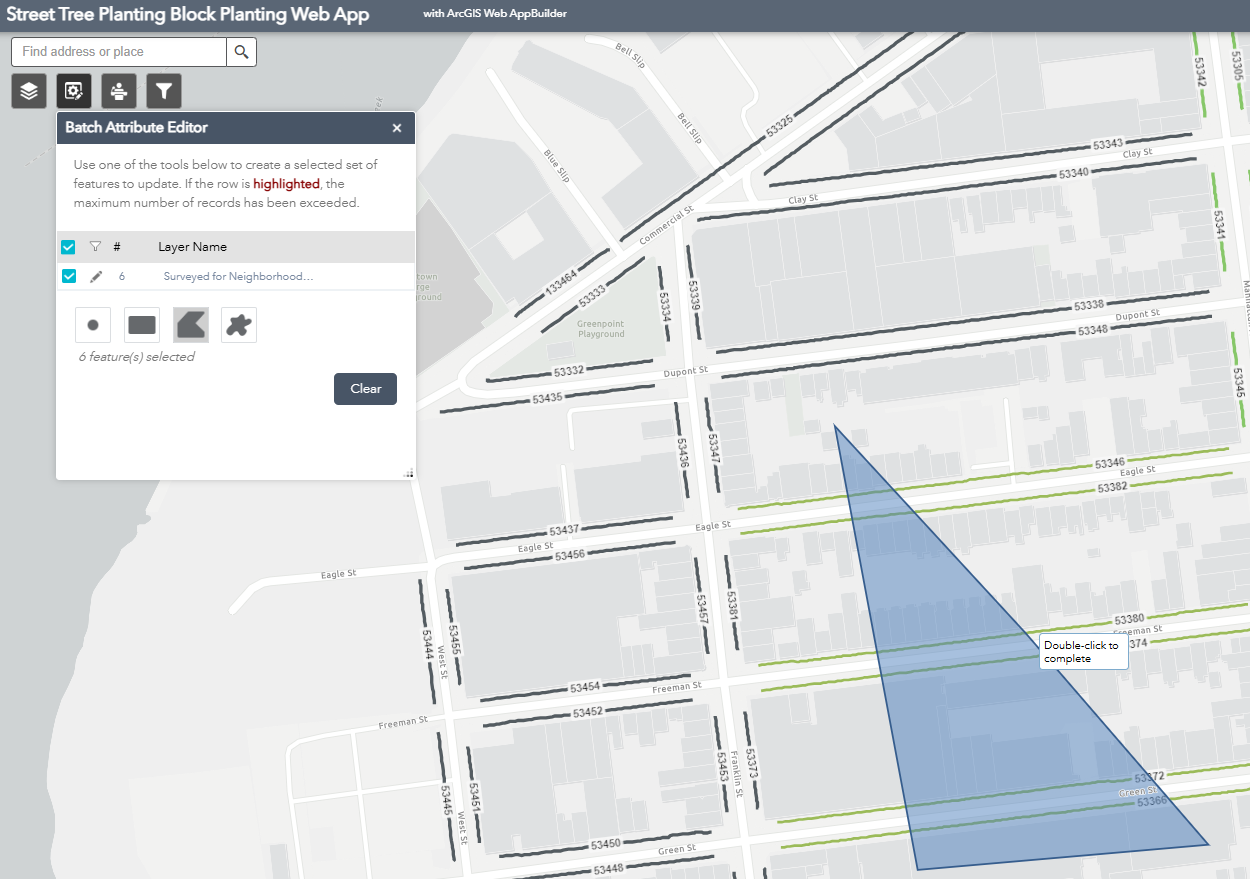 Street Tree Planting Block Planting Web App
with ArcGIS Web AppBuilder
Find address or place
Batch Attribute Editor
Use one of the tools below to create a selected set of
features to update. If the row is highlighted, the
maximum number of records has been exceeded.
# Layer Name
6 Surveyed for Neighborhood...
6 feature(s) selected
Clear
Bell Slip
Bell Slip
Blue Slip
53325
53342
53305
53343
Clay St
53340
Clay St
Commercial St
53341
133464
53333
53334
53339
Greenpoint
Playground
53338
Dupont St
53348
53332
Dupont St
53435
53345
53436
53347
53346
Eagle St
53382
Eagle St
53437
Eagle St
53456
Eagle St
53457
53381
53444
53455
West St
53380
Freeman St
374
Double-click to
complete
53454
Freeman St
53452
Freeman St
53453
53373
Franklin St
53445
53451
West St
53372
Green St
53366
53450
Green St
53448